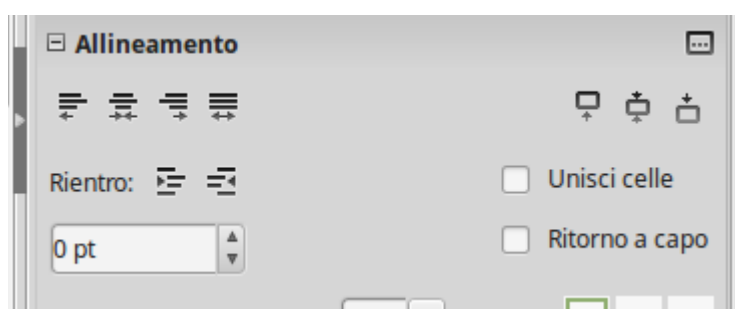 Allineamento
Rientro:
Unisci celle
0 pt
Ritorno a capo